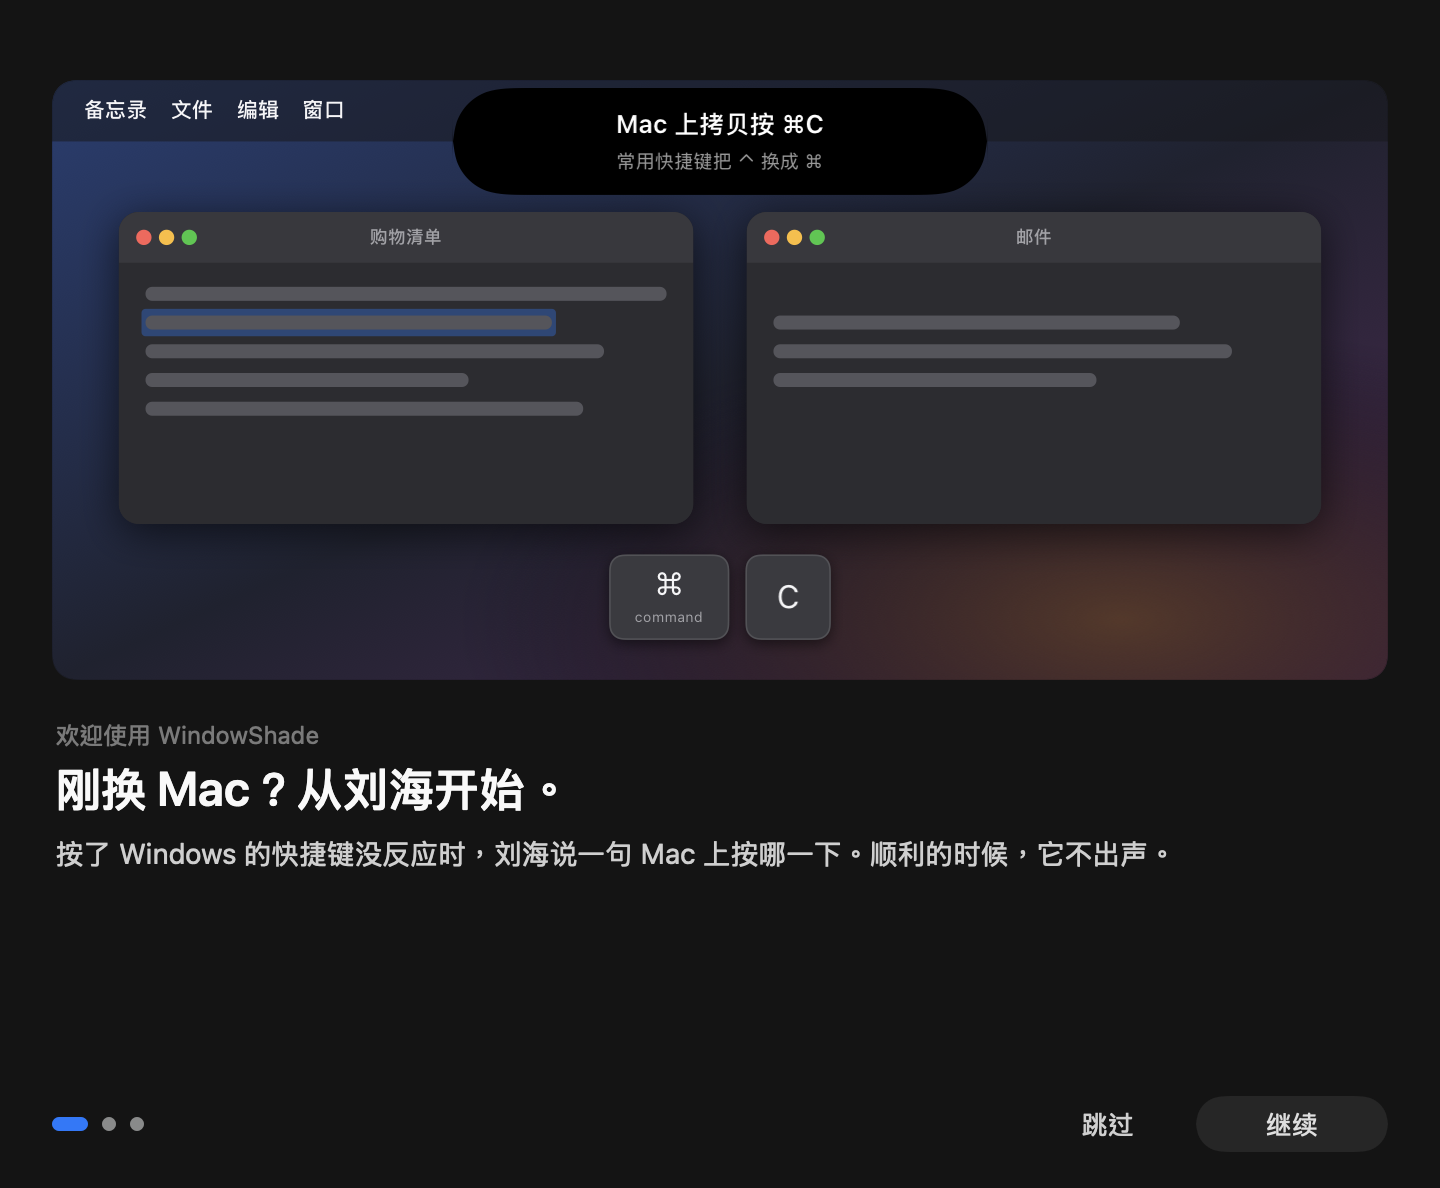 备忘录 文件 编辑 窗口
Mac 上拷贝按 ⌘C
常用快捷键把 ^ 换成 ⌘
购物清单
邮件
⌘
command
C
欢迎使用 WindowShade
刚换 Mac？从刘海开始。
按了 Windows 的快捷键没反应时，刘海说一句 Mac 上按哪一下。顺利的时候，它不出声。
跳过
继续